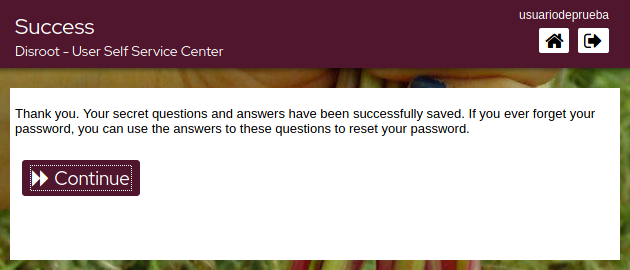 Success
usuariodeprueba
Disroot - User Self Service Center
Thank you. Your secret questions and answers have been successfully saved. If you ever forget your
password, you can use the answers to these questions to reset your password.
Continue